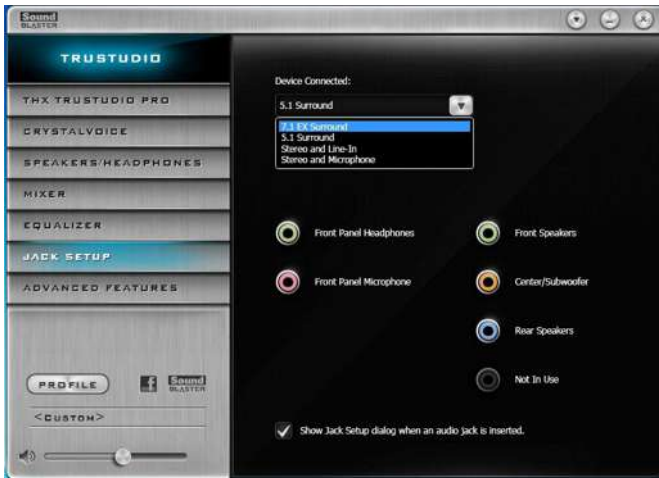 Sound
BLASTER
TRUSTUDIO
THX TRUSTUDIO PRO
CRYSTALVOICE
SPEAKERS/HEADPHONES
MIXER
EQUALIZER
JACK SETUP
ADVANCED FEATURES
PROFILE
f
Sound
BLASTER
<CUSTOM>
Device Connected:
5.1 Surround
7.1 EX Surround
5.1 Surround
Stereo and Line-In
Stereo and Microphone
Front Panel Headphones
Front Speakers
Front Panel Microphone
Center/Subwoofer
Rear Speakers
Not In Use
Show Jack Setup dialog when an audio jack is inserted.